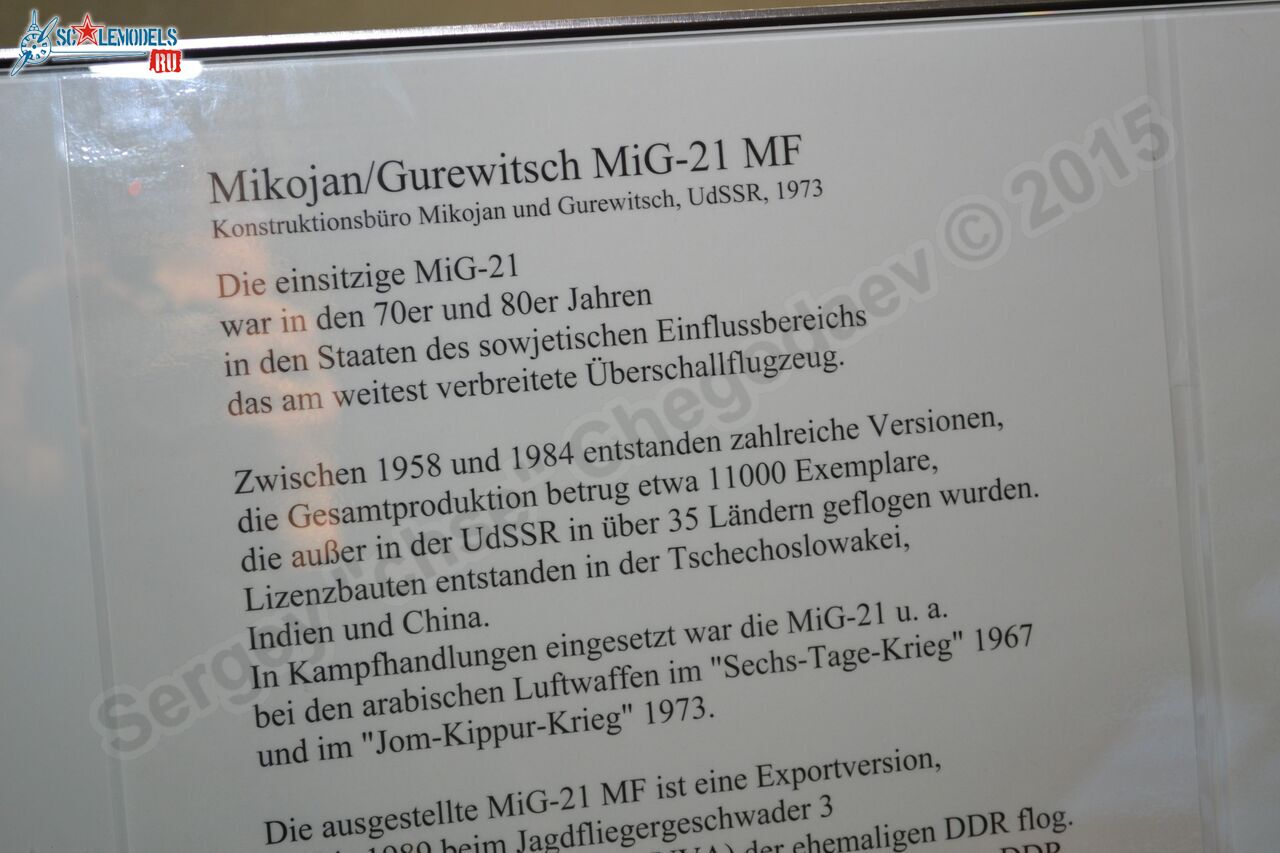 SCALEMODELS
RU
Mikojan/Gurewitsch MiG-21 MF
Konstruktionsbüro Mikojan und Gurewitsch, UdSSR, 1973
Die einsitzige MiG-21
war in den 70er und 80er Jahren
in den Staaten des sowjetischen Einflussbereichs
das am weitest verbreitete Überschallflugzeug.
Zwischen 1958 und 1984 entstanden zahlreiche Versionen,
die Gesamtproduktion betrug etwa 11000 Exemplare,
die außer in der UdSSR in über 35 Ländern geflogen wurden.
Lizenzbauten entstanden in der Tschechoslowakei,
Indien und China.
In Kampfhandlungen eingesetzt war die MiG-21 u. a.
bei den arabischen Luftwaffen im "Sechs-Tage-Krieg" 1967
und im "Jom-Kippur-Krieg" 1973.
Die ausgestellte MiG-21 MF ist eine Exportversion,
1989 beim Jagdfliegergeschwader 3
der ehemaligen DDR flog.
DDR
Sergey "chse" Chegodaev © 2015